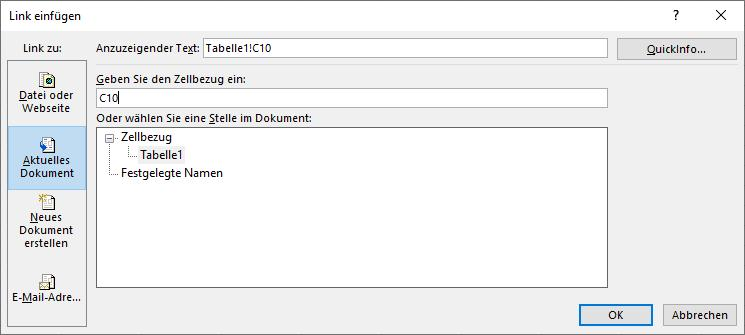 Link einfügen
? ×
Link zu:
Anzuzeigender Text: Tabelle1!C10
QuickInfo...
Datei oder
Webseite
Aktuelles
Dokument
Neues
Dokument
erstellen
E-Mail-Adre...
Geben Sie den Zellbezug ein:
C10
Oder wählen Sie eine Stelle im Dokument:
Zellbezug
Tabelle1
Festgelegte Namen
OK
Abbrechen